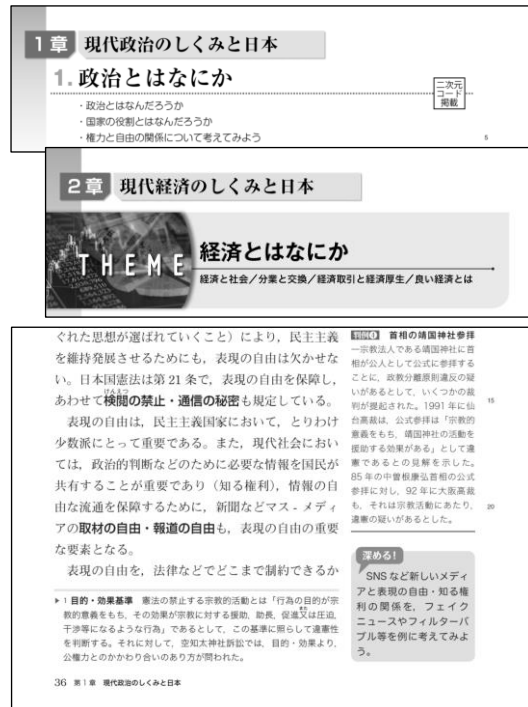 1章 現代政治のしくみと日本
1. 政治とはなにか
二次元
コード
掲載
・政治とはなんだろうか
・国家の役割とはなんだろうか
・権力と自由の関係について考えてみよう
5
2章 現代経済のしくみと日本
THEME
経済とはなにか
経済と社会／分業と交換／経済取引と経済厚生／良い経済とは
ぐれた思想が選ばれていくこと）により，民主主義
を維持発展させるためにも，表現の自由は欠かせな
い。日本国憲法は第21条で，表現の自由を保障し，
けんえつ
あわせて検閲の禁止・通信の秘密も規定している。
表現の自由は，民主主義国家において，とりわけ
少数派にとって重要である。また，現代社会におい
ては，政治的判断などのために必要な情報を国民が
共有することが重要であり（知る権利），情報の自
由な流通を保障するために，新聞などマス - メディ
アの取材の自由・報道の自由も，表現の自由の重要
な要素となる。
表現の自由を，法律などでどこまで制約できるか
首相の靖国神社参拝
一宗教法人である靖国神社に首
相が公人として公式に参拝する
ことに，政教分離原則違反の疑
いがあるとして，いくつかの裁
15
判が提起された。1991年に仙
台高裁は，公式参拝は「宗教的
意義をもち，靖国神社の活動を
援助する効果がある」として違
憲であるとの見解を示した。
85年の中曽根康弘首相の公式
参拝に対し，92年に大阪高裁
も，それは宗教活動にあたり，
20
違憲の疑いがあるとした。
深める！
SNSなど新しいメディ
アと表現の自由・知る権
利の関係を，フェイク
ニュースやフィルターバ
ブル等を例に考えてみよ
う。
▶1 目的・効果基準 憲法の禁止する宗教的活動とは「行為の目的が宗
また
教的意義をもち，その効果が宗教に対する援助，助長，促進又は圧迫，
干渉等になるような行為」であるとして，この基準に照らして違憲性
を判断する。それに対して，空知太神社訴訟では，目的・効果より，
公権力とのかかわり合いのあり方が問われた。
36 第1章 現代政治のしくみと日本